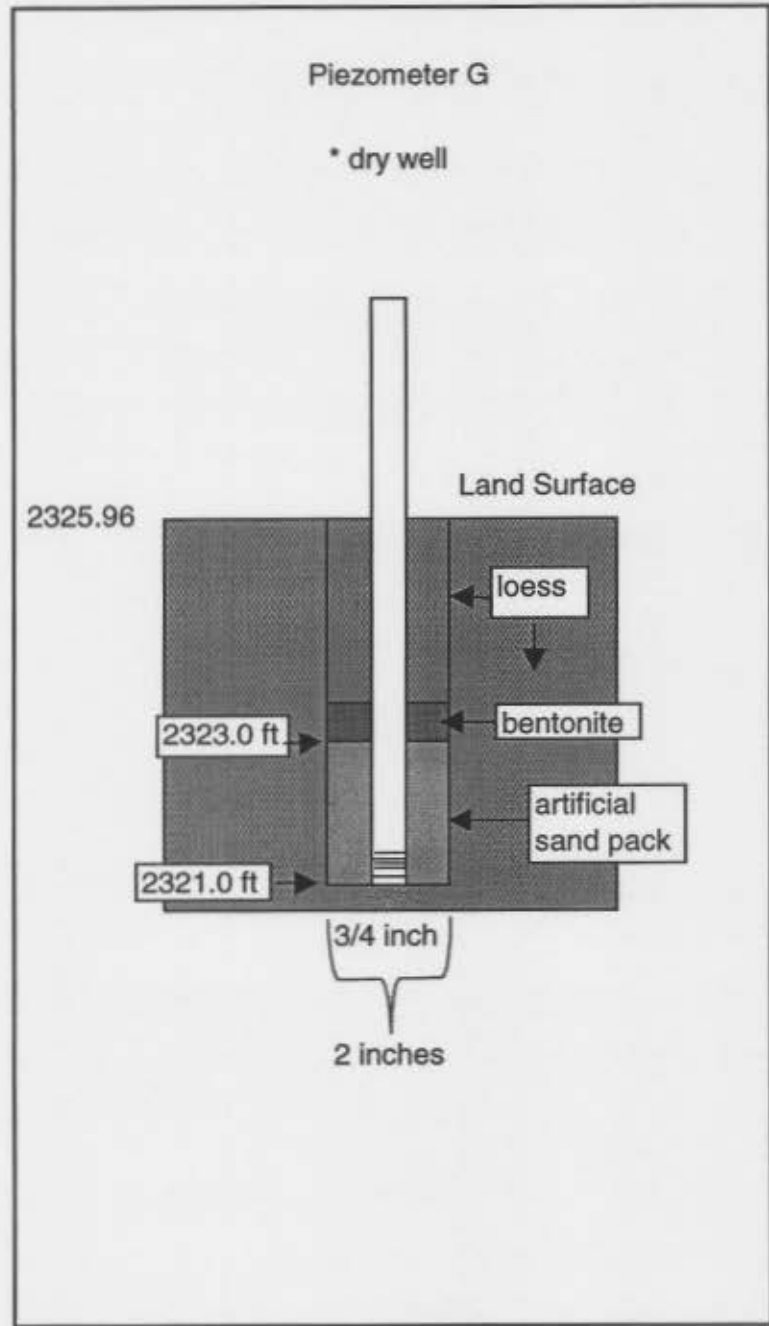 Piezometer G
* dry well
Land Surface
2325.96
loess
bentonite
2323.0 ft
artificial
sand pack
2321.0 ft
3/4 inch
2 inches